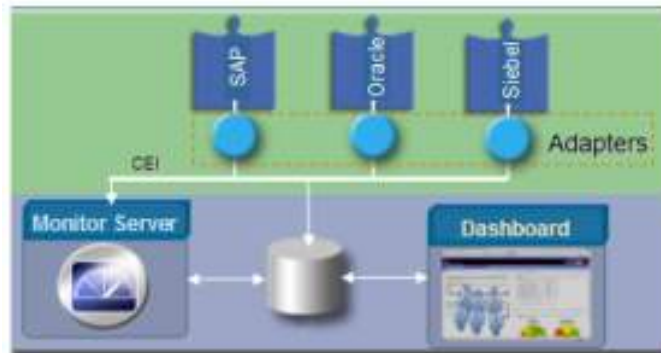 SAP
Oracle
Siebel
Adapters
CEI
Monitor Server
Dashboard